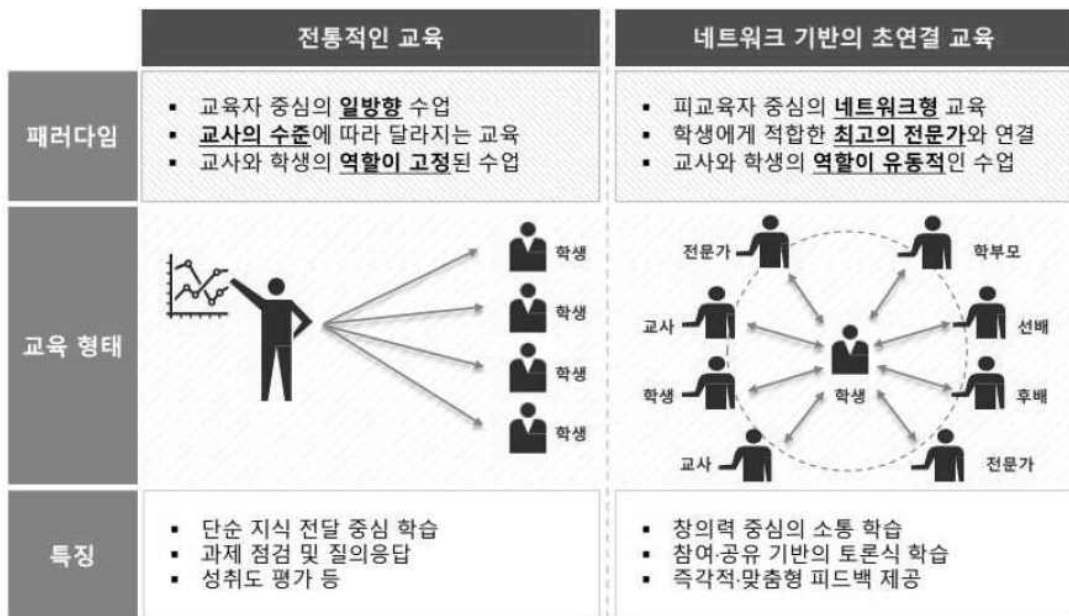 전통적인 교육
네트워크 기반의 초연결 교육
패러다임
▪ 교육자 중심의 일방향 수업
▪ 교사의 수준에 따라 달라지는 교육
▪ 교사와 학생의 역할이 고정된 수업
▪ 피교육자 중심의 네트워크형 교육
▪ 학생에게 적합한 최고의 전문가와 연결
▪ 교사와 학생의 역할이 유동적인 수업
교육 형태
학생
학생
학생
학생
전문가
학부모
교사
선배
학생
학생
후배
교사
전문가
특징
▪ 단순 지식 전달 중심 학습
▪ 과제 점검 및 질의응답
▪ 성취도 평가 등
▪ 창의력 중심의 소통 학습
▪ 참여·공유 기반의 토론식 학습
▪ 즉각적·맞춤형 피드백 제공